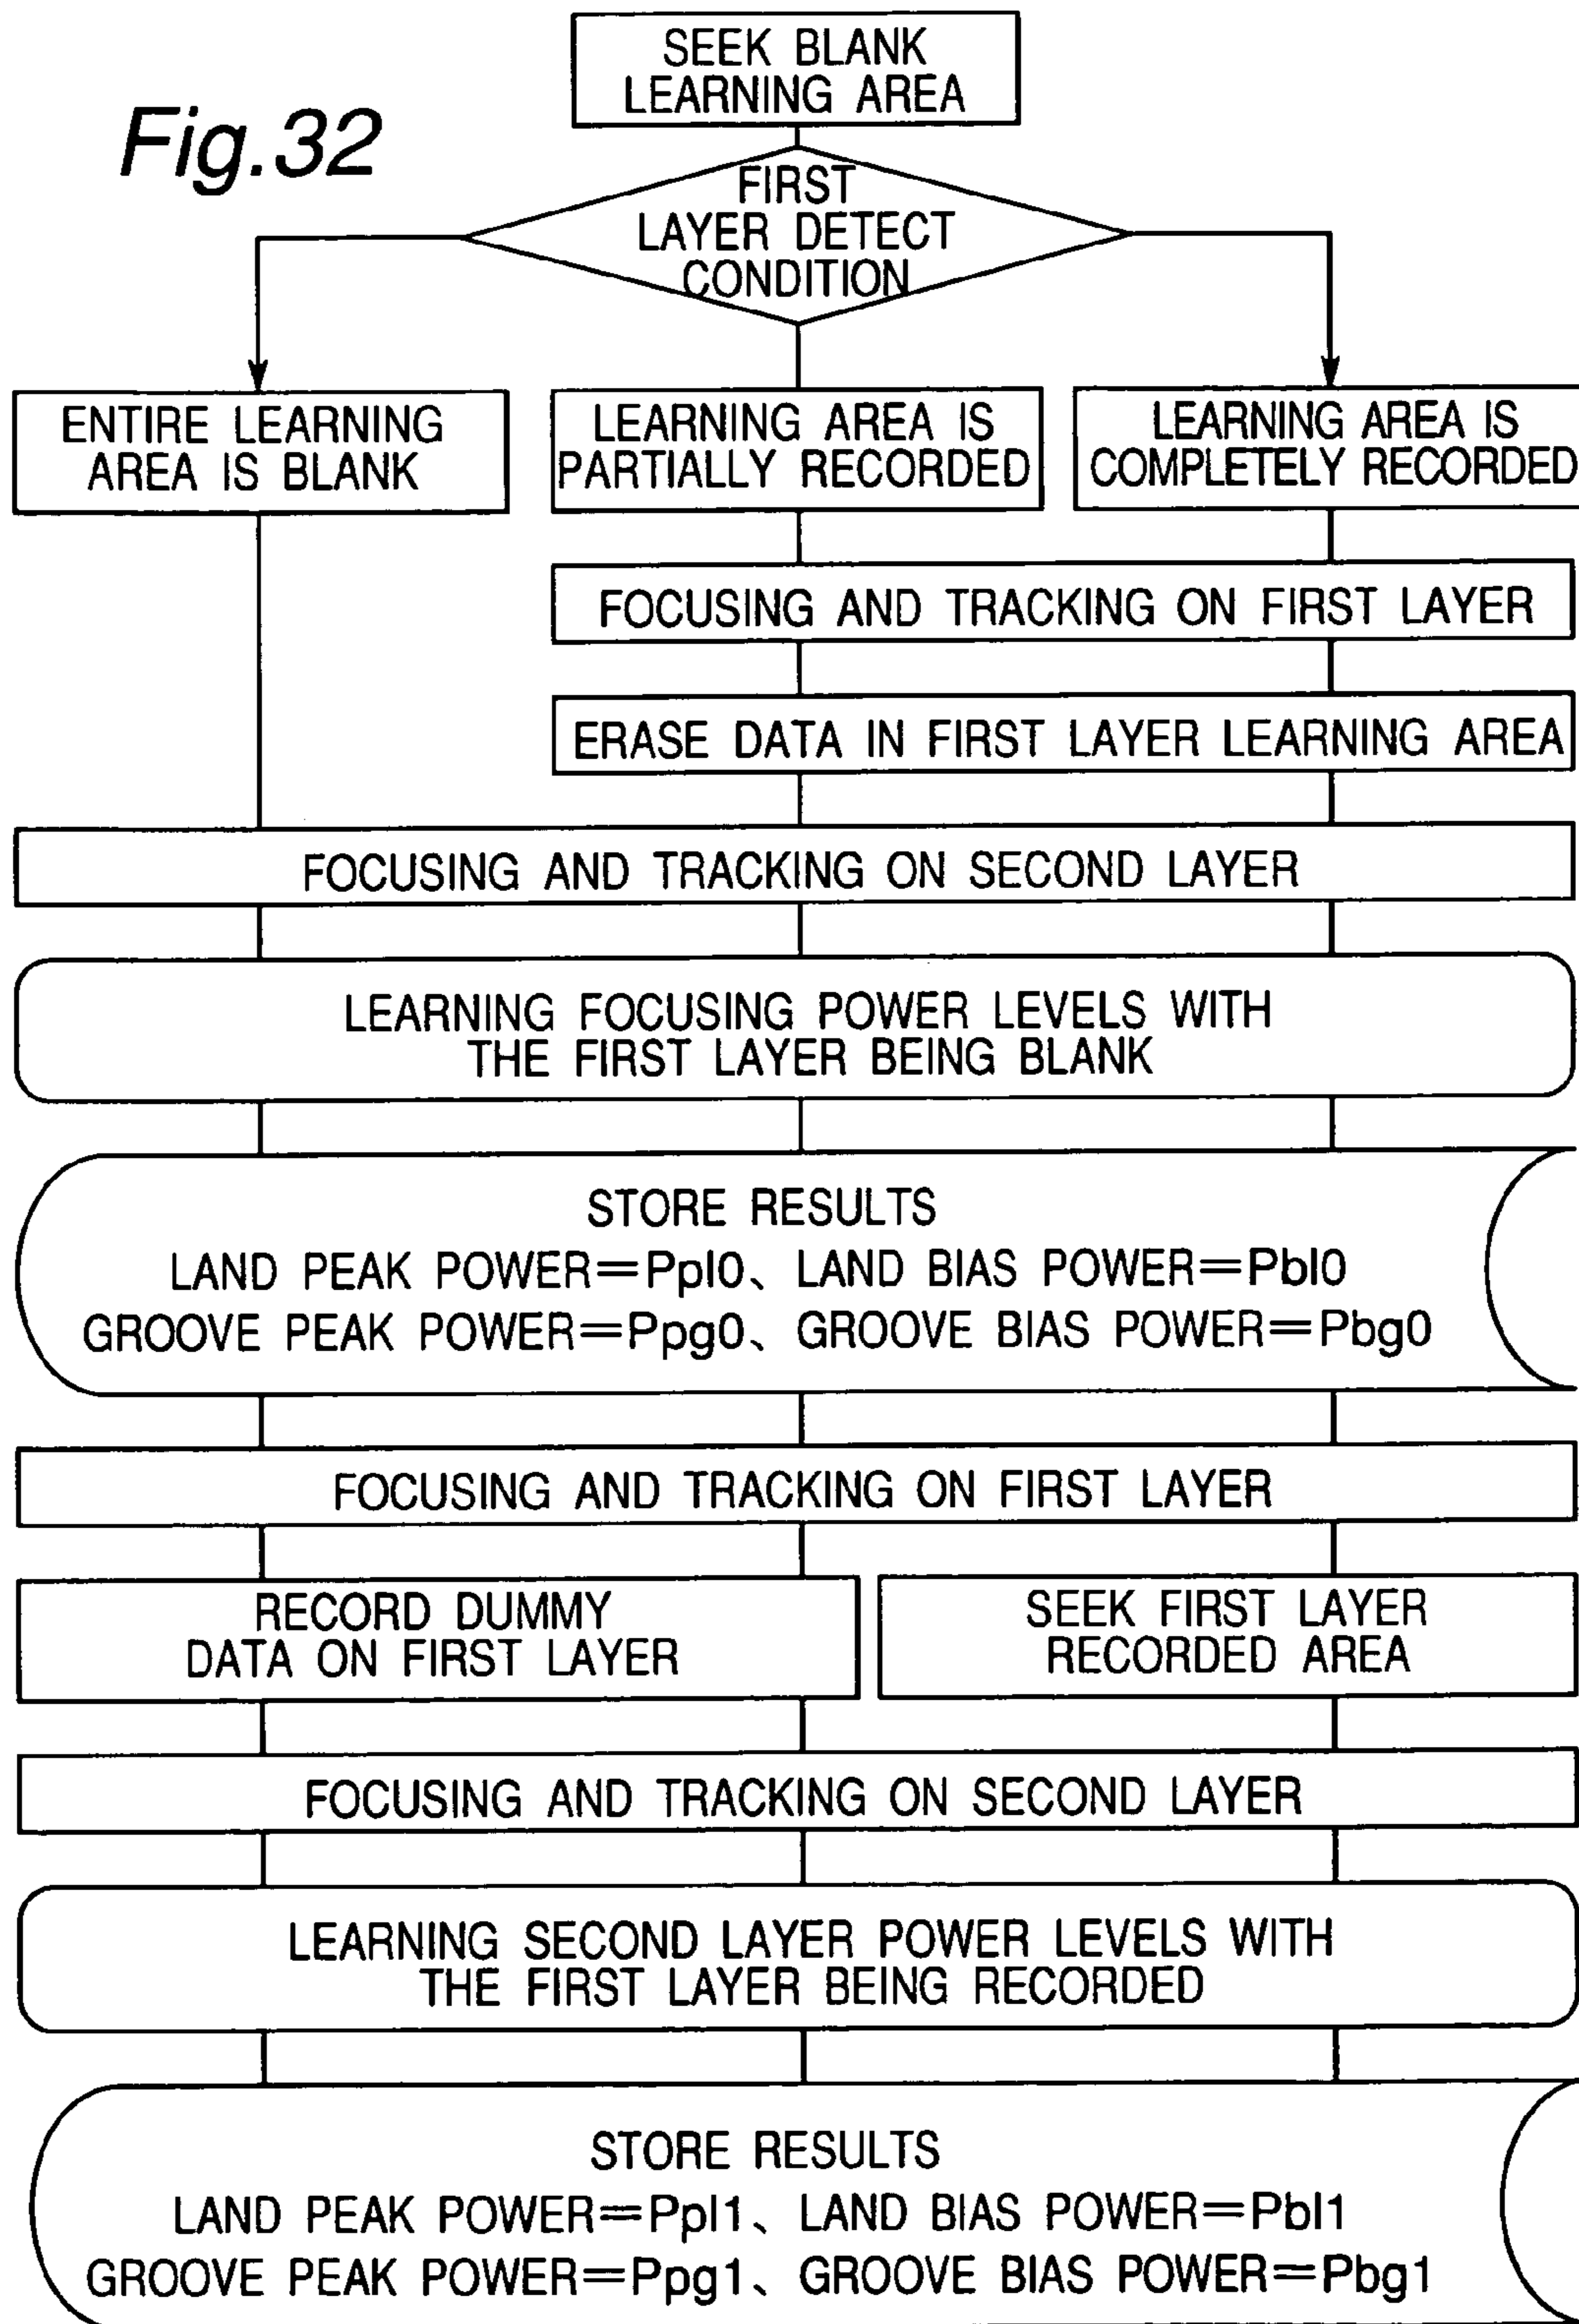 Fig.32
SEEK BLANK
LEARNING AREA
FIRST
LAYER DETECT
CONDITION
ENTIRE LEARNING
AREA IS BLANK
LEARNING AREA IS
PARTIALLY RECORDED
LEARNING AREA IS
COMPLETELY RECORDED
FOCUSING AND TRACKING ON FIRST LAYER
ERASE DATA IN FIRST LAYER LEARNING AREA
FOCUSING AND TRACKING ON SECOND LAYER
LEARNING FOCUSING POWER LEVELS WITH
THE FIRST LAYER BEING BLANK
STORE RESULTS
LAND PEAK POWER=Ppl0、LAND BIAS POWER=Pbl0
GROOVE PEAK POWER=Ppg0、GROOVE BIAS POWER=Pbg0
FOCUSING AND TRACKING ON FIRST LAYER
RECORD DUMMY
DATA ON FIRST LAYER
SEEK FIRST LAYER
RECORDED AREA
FOCUSING AND TRACKING ON SECOND LAYER
LEARNING SECOND LAYER POWER LEVELS WITH
THE FIRST LAYER BEING RECORDED
STORE RESULTS
LAND PEAK POWER=Ppl1、LAND BIAS POWER=Pbl1
GROOVE PEAK POWER=Ppg1、GROOVE BIAS POWER=Pbg1